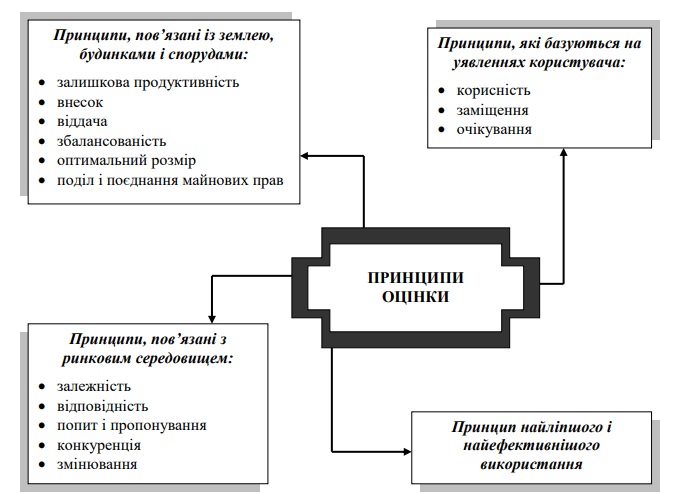 Принципи, пов’язані із землею,
будинками і спорудами:
• залишкова продуктивність
• внесок
• віддача
• збалансованість
• оптимальний розмір
• поділ і поєднання майнових прав
Принципи, які базуються на
уявленнях користувача:
• корисність
• заміщення
• очікування
ПРИНЦИПИ
ОЦІНКИ
Принципи, пов’язані з
ринковим середовищем:
• залежність
• відповідність
• попит і пропонування
• конкуренція
• змінювання
Принцип найліпшого і
найефективнішого
використання